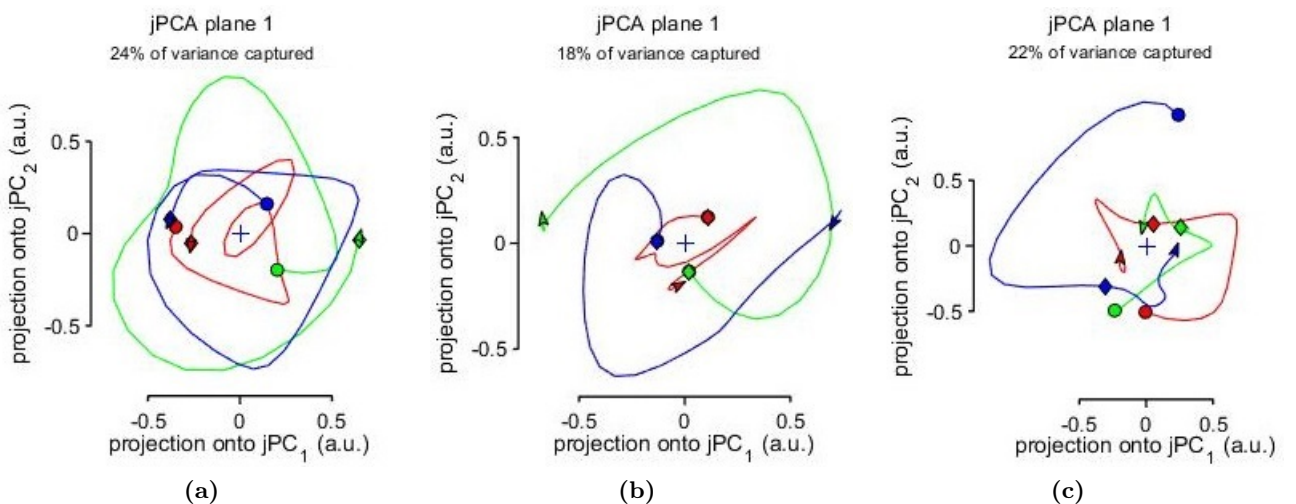 jPCA plane 1
24% of variance captured
projection onto jPC2 (a.u.)
0.5
0
-0.5
-0.5 0 0.5
projection onto jPC1 (a.u.)
(a)
jPCA plane 1
18% of variance captured
projection onto jPC2 (a.u.)
0.5
0
-0.5
-0.5 0 0.5
projection onto jPC1 (a.u.)
(b)
jPCA plane 1
22% of variance captured
projection onto jPC2 (a.u.)
0.5
0
-0.5
-0.5 0 0.5
projection onto jPC1 (a.u.)
(c)